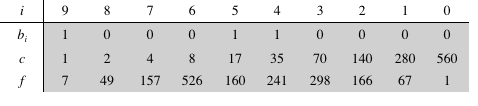 i 9 8 7 6 5 4 3 2 1 0
b_i 1 0 0 0 1 1 0 0 0 0
c 1 2 4 8 17 35 70 140 280 560
f 7 49 157 526 160 241 298 166 67 1